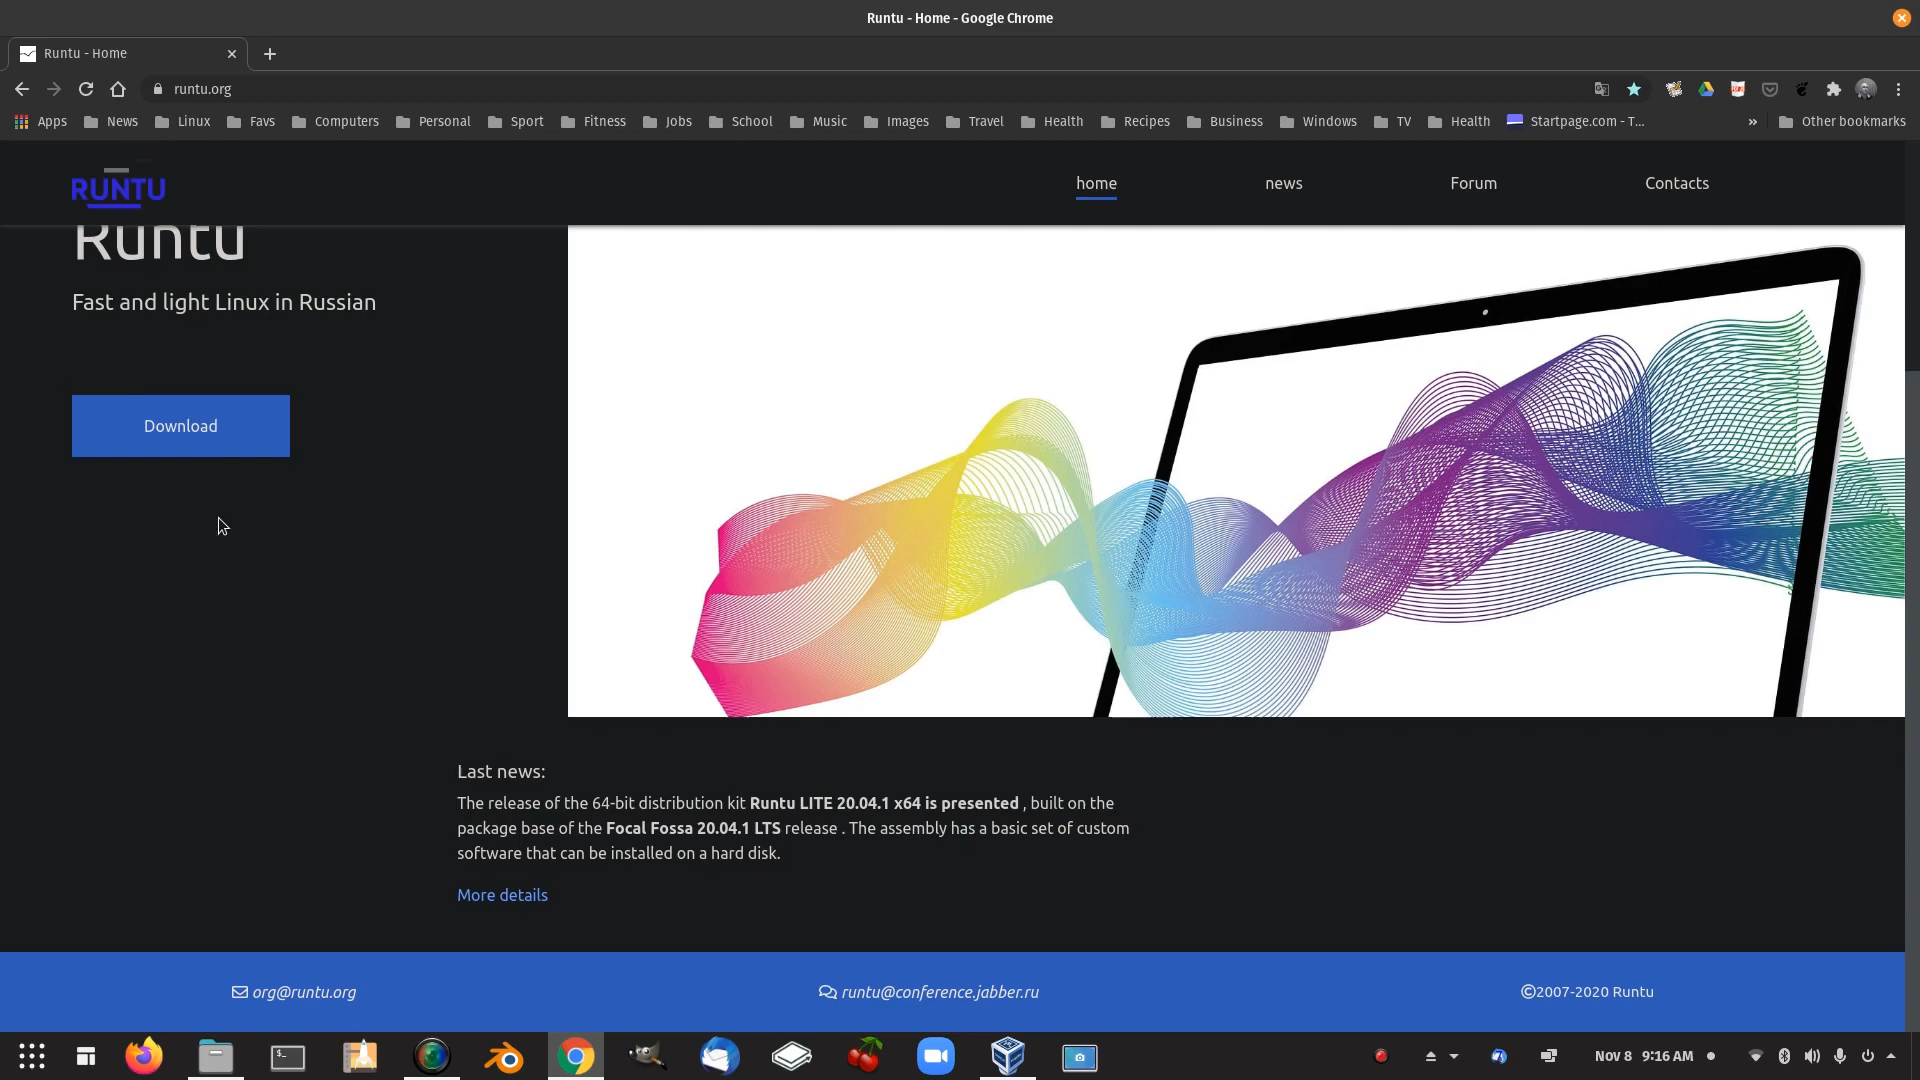 Runtu - Home - Google Chrome
Runtu - Home
runtu.org
Apps News Linux Favs Computers Personal Sport Fitness Jobs School Music Images Travel Health Recipes Business Windows TV Health Startpage.com - T... » Other bookmarks
RUNTU home news Forum Contacts
Runtu
Fast and light Linux in Russian
Download
Last news:
The release of the 64-bit distribution kit Runtu LITE 20.04.1 x64 is presented , built on the
package base of the Focal Fossa 20.04.1 LTS release . The assembly has a basic set of custom
software that can be installed on a hard disk.
More details
org@runtu.org runtu@conference.jabber.ru ©2007-2020 Runtu
Nov 8 9:16 AM